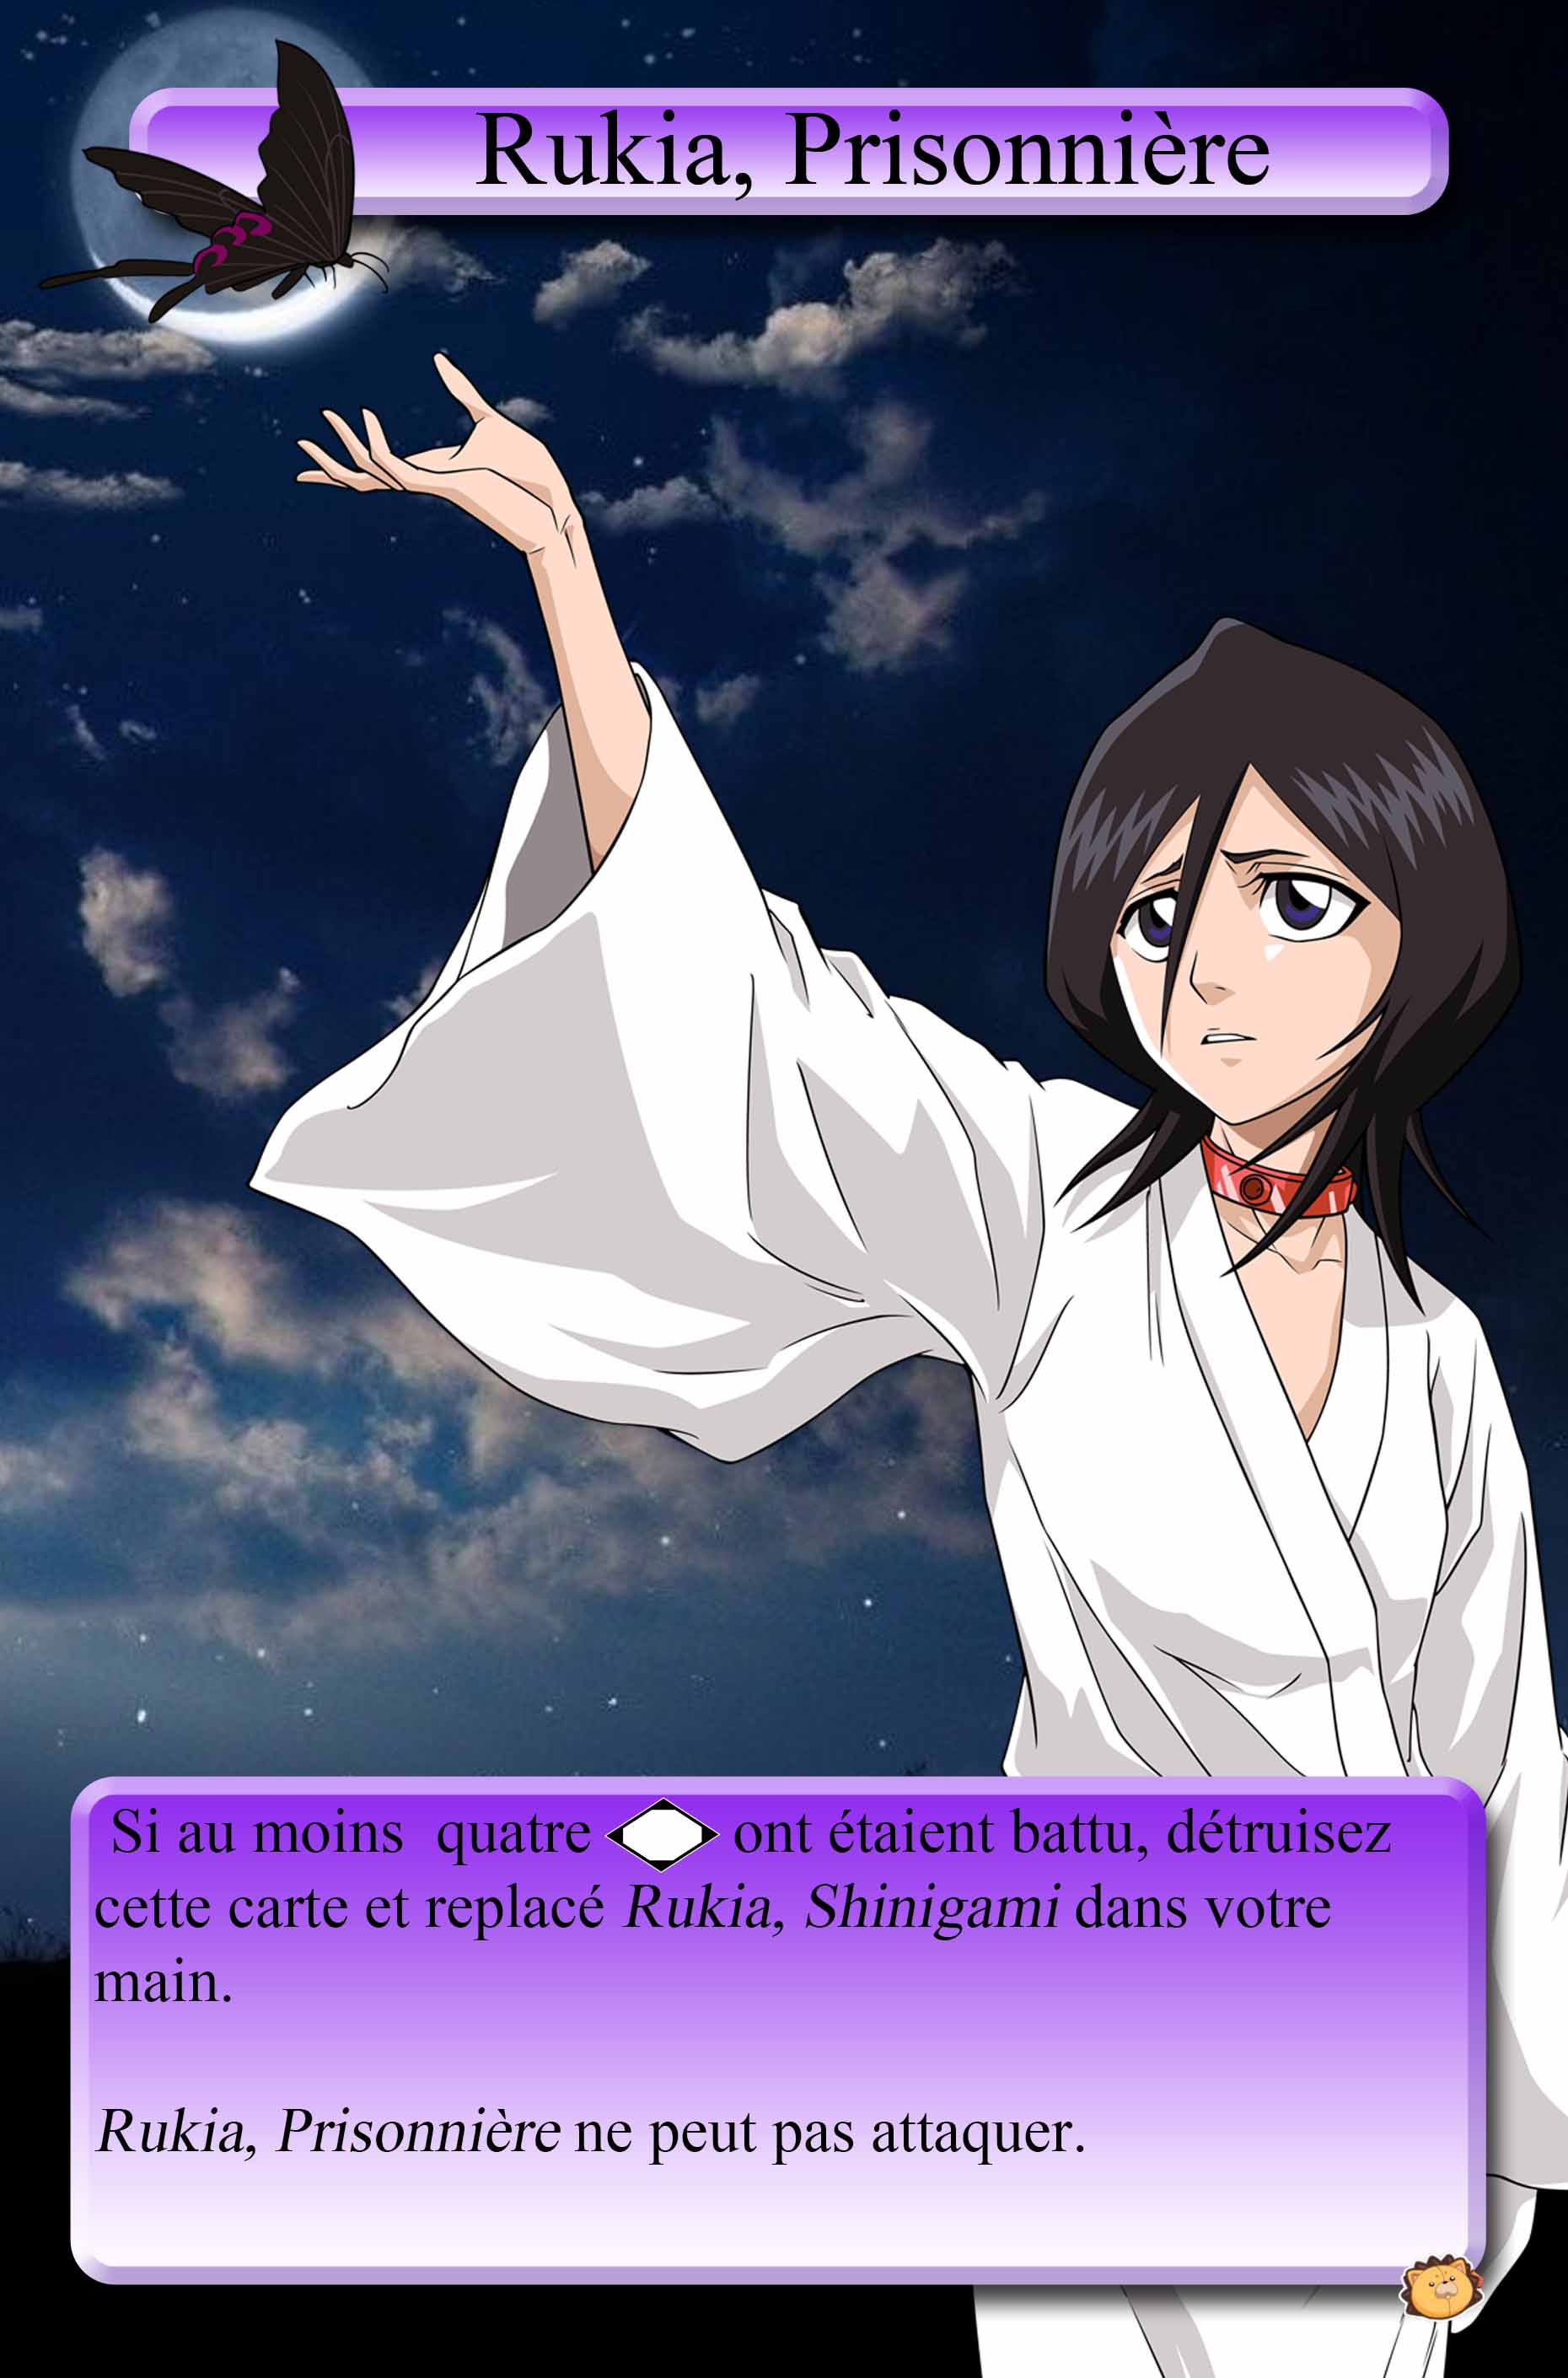 Rukia, Prisonnière
Si au moins quatre ont étaient battu, détruisez
cette carte et replacé Rukia, Shinigami dans votre
main.
Rukia, Prisonnière ne peut pas attaquer.